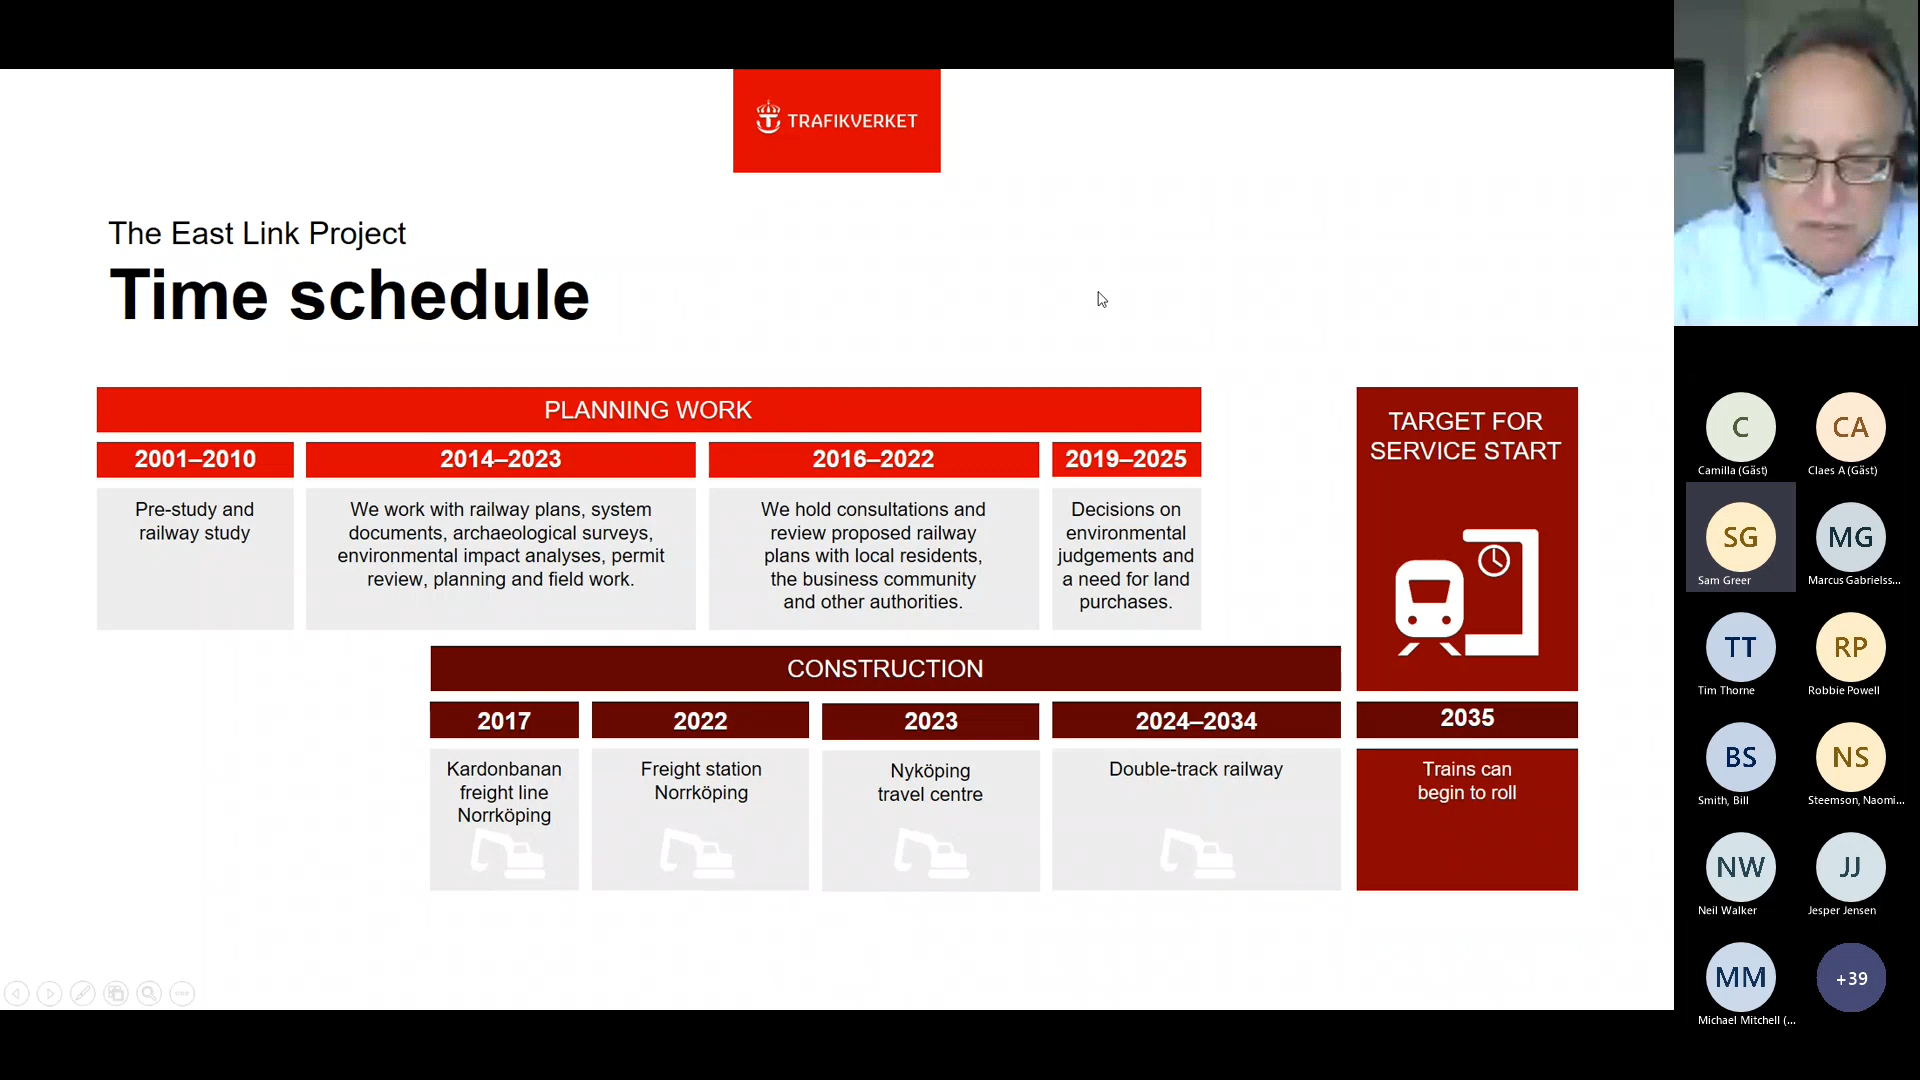 TRAFIKVERKET
The East Link Project
Time schedule
PLANNING WORK
2001–2010
Pre-study and
railway study
2014–2023
We work with railway plans, system
documents, archaeological surveys,
environmental impact analyses, permit
review, planning and field work.
2016–2022
We hold consultations and
review proposed railway
plans with local residents,
the business community
and other authorities.
2019–2025
Decisions on
environmental
judgements and
a need for land
purchases.
TARGET FOR
SERVICE START
CONSTRUCTION
2017
Kardonbanan
freight line
Norrköping
2022
Freight station
Norrköping
2023
Nyköping
travel centre
2024–2034
Double-track railway
2035
Trains can
begin to roll
C
Camilla (Gäst)
CA
Claes A (Gäst)
SG
Sam Greer
MG
Marcus Gabrielss...
TT
Tim Thorne
RP
Robbie Powell
BS
Smith, Bill
NS
Steemson, Naomi...
NW
Neil Walker
JJ
Jesper Jensen
MM
Michael Mitchell (...
+39